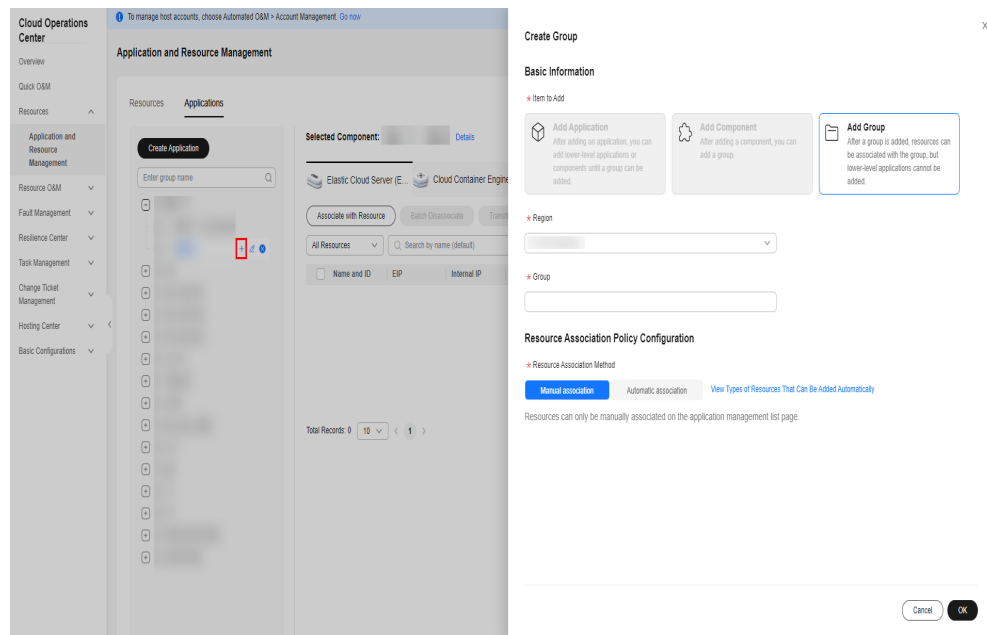 Cloud Operations
Center
Overview
Quick O&M
Resources
Application and
Resource
Management
Resource O&M
Fault Management
Resilience Center
Task Management
Change Ticket
Management
Hosting Center
Basic Configurations
To manage host accounts, choose Automated O&M > Account Management. Go now
Application and Resource Management
Resources Applications
Create Application
Enter group name
Selected Component: Details
Elastic Cloud Server (E... Cloud Container Engine
Associate with Resource Batch Disassociate Transf
All Resources Search by name (default)
Name and ID EIP Internal IP
Total Records: 0 10 < 1 >
Create Group
Basic Information
* Item to Add
Add Application
After adding an application, you can
add lower-level applications or
components until a group can be
added.
Add Component
After adding a component, you can
add a group.
Add Group
After a group is added, resources can
be associated with the group, but
lower-level applications cannot be
added.
* Region
* Group
Resource Association Policy Configuration
* Resource Association Method
Manual association Automatic association View Types of Resources That Can Be Added Automatically
Resources can only be manually associated on the application management list page.
Cancel OK